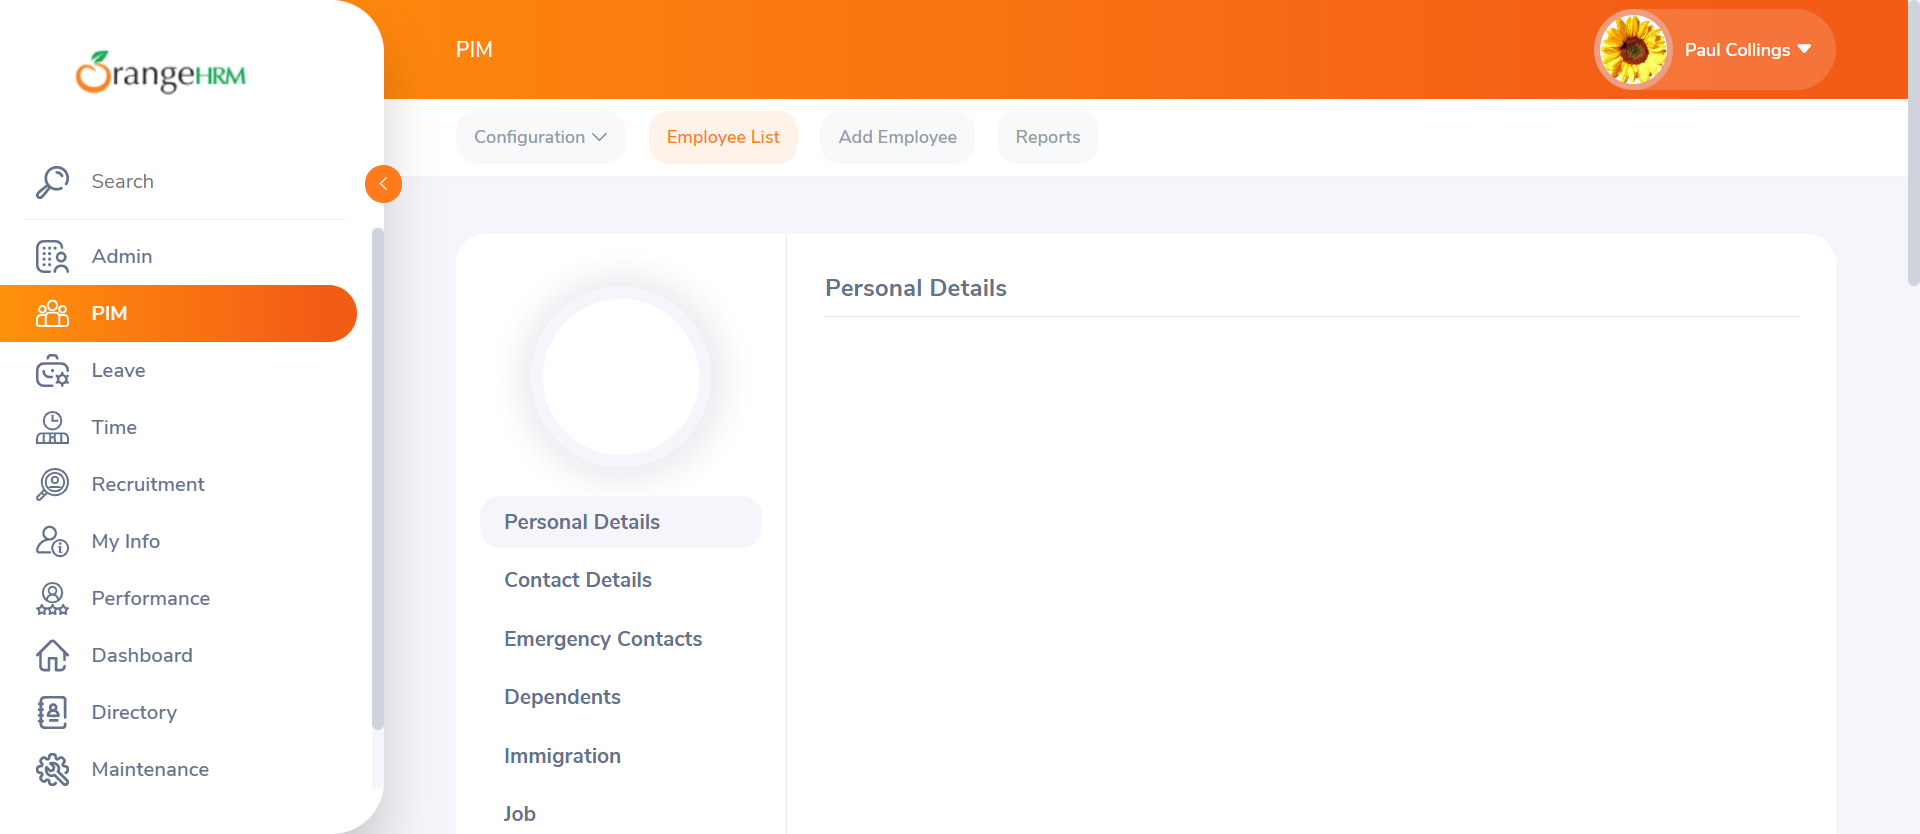 OrangeHRM
PIM
Paul Collings
Configuration
Employee List
Add Employee
Reports
Search
Admin
PIM
Leave
Time
Recruitment
My Info
Performance
Dashboard
Directory
Maintenance
Personal Details
Personal Details
Contact Details
Emergency Contacts
Dependents
Immigration
Job